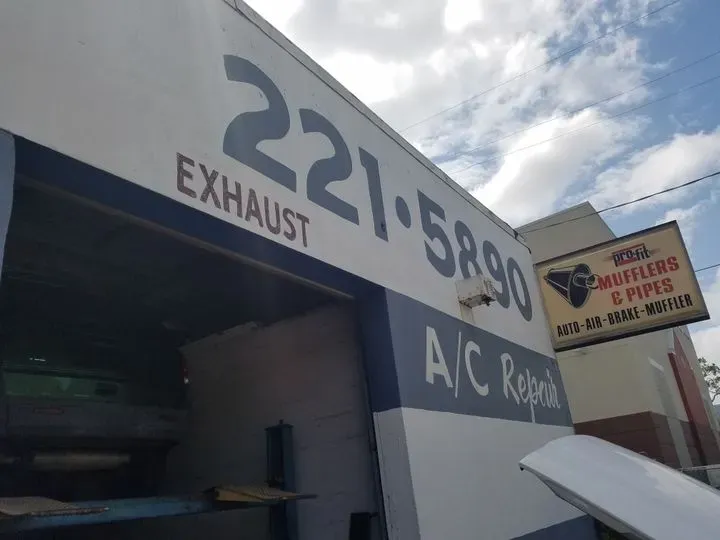 221•5890
EXHAUST
A/C Repair
pro-fit
MUFFLERS
& PIPES
AUTO-AIR-BRAKE-MUFFLER